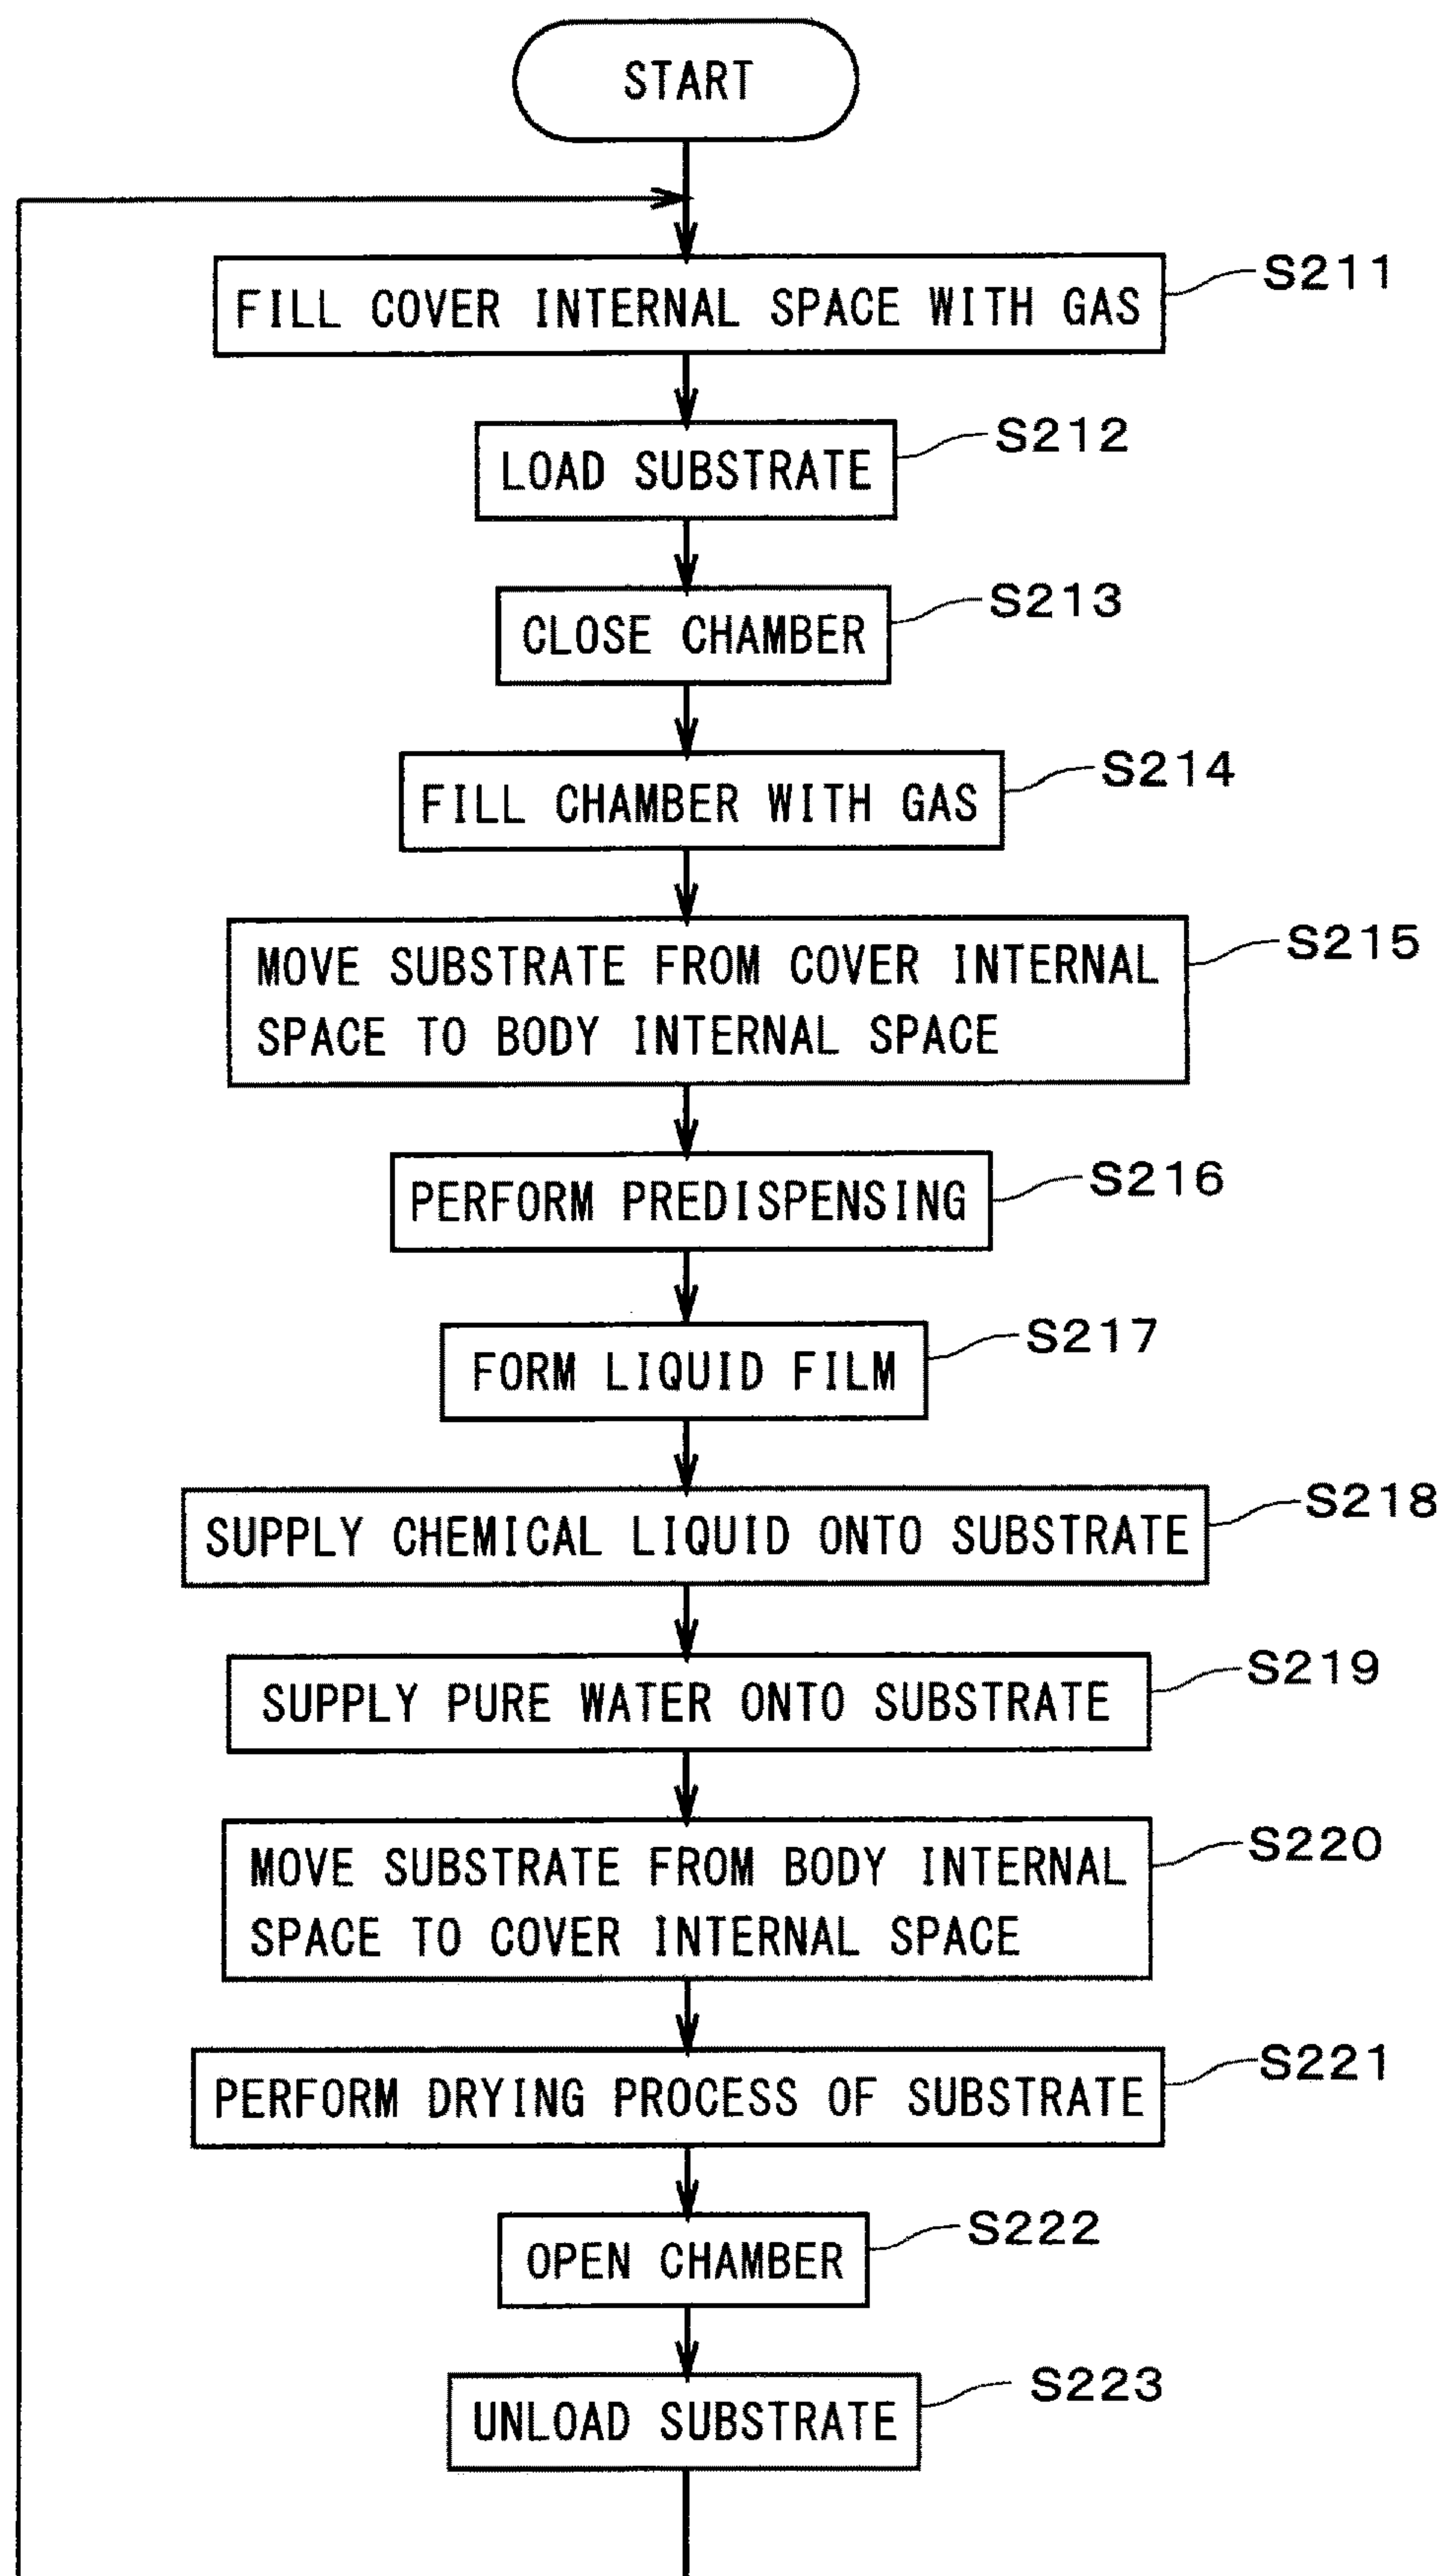 START
S211
FILL COVER INTERNAL SPACE WITH GAS
S212
LOAD SUBSTRATE
S213
CLOSE CHAMBER
S214
FILL CHAMBER WITH GAS
S215
MOVE SUBSTRATE FROM COVER INTERNAL
SPACE TO BODY INTERNAL SPACE
S216
PERFORM PREDISPENSING
S217
FORM LIQUID FILM
S218
SUPPLY CHEMICAL LIQUID ONTO SUBSTRATE
S219
SUPPLY PURE WATER ONTO SUBSTRATE
S220
MOVE SUBSTRATE FROM BODY INTERNAL
SPACE TO COVER INTERNAL SPACE
S221
PERFORM DRYING PROCESS OF SUBSTRATE
S222
OPEN CHAMBER
S223
UNLOAD SUBSTRATE